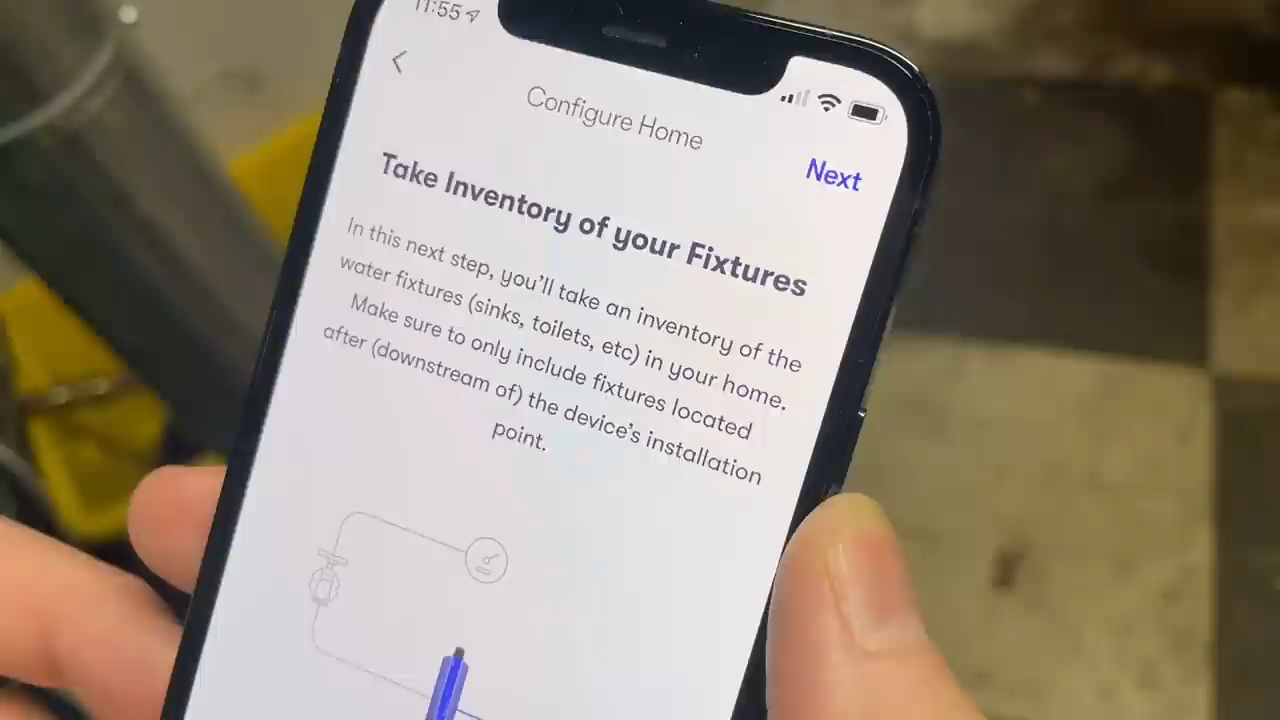 11:55
Configure Home
Next
Take Inventory of your Fixtures
In this next step, you'll take an inventory of the
water fixtures (sinks, toilets, etc) in your home.
Make sure to only include fixtures located
after (downstream of) the device's installation
point.